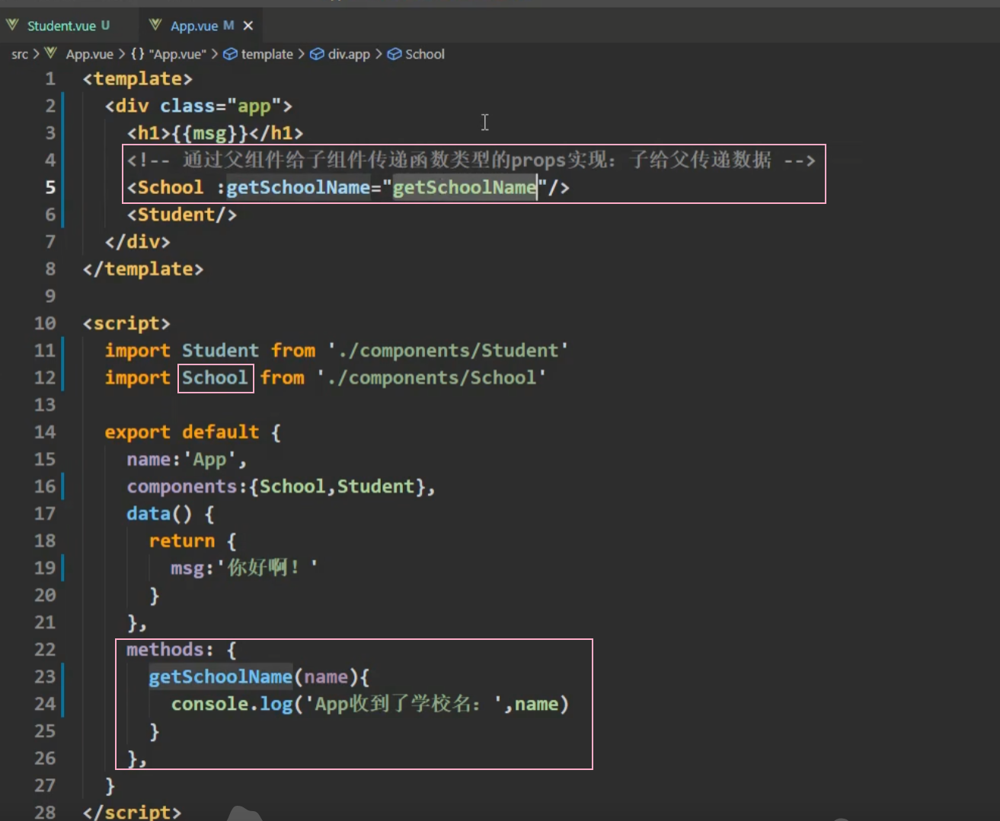 Student.vue U
App.vue M
src > App.vue > {} "App.vue" > template > div.app > School
1 <template>
2 <div class="app">
3 <h1>{{msg}}</h1>
4 <!-- 通过父组件给子组件传递函数类型的props实现：子给父传递数据 -->
5 <School :getSchoolName="getSchoolName"/>
6 <Student/>
7 </div>
8 </template>
9
10 <script>
11 import Student from './components/Student'
12 import School from './components/School'
13
14 export default {
15 name:'App',
16 components:{School,Student},
17 data() {
18 return {
19 msg:'你好啊！'
20 }
21 },
22 methods: {
23 getSchoolName(name){
24 console.log('App收到了学校名：',name)
25 }
26 },
27 }
28 </script>